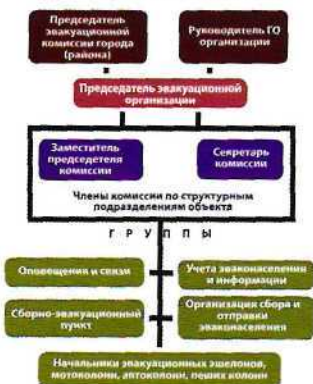 Председатель
эвакуационной
комиссии города
(района)
Руководитель ГО
организации
Председатель эвакуационной
организации
Заместитель
председетеля
комиссии
Секретарь
комиссии
Члены комиссии по структурным
подразделениям объекта
Г Р У П П Ы
Оповещения и связи
Учета эваконаселения
и информации
Сборно-эвакуационный
пункт
Организация сбора и
отправки
эваконаселения
Начальники эвакуационных эшелонов,
мотоколонн, автоколонн, пеших колонн